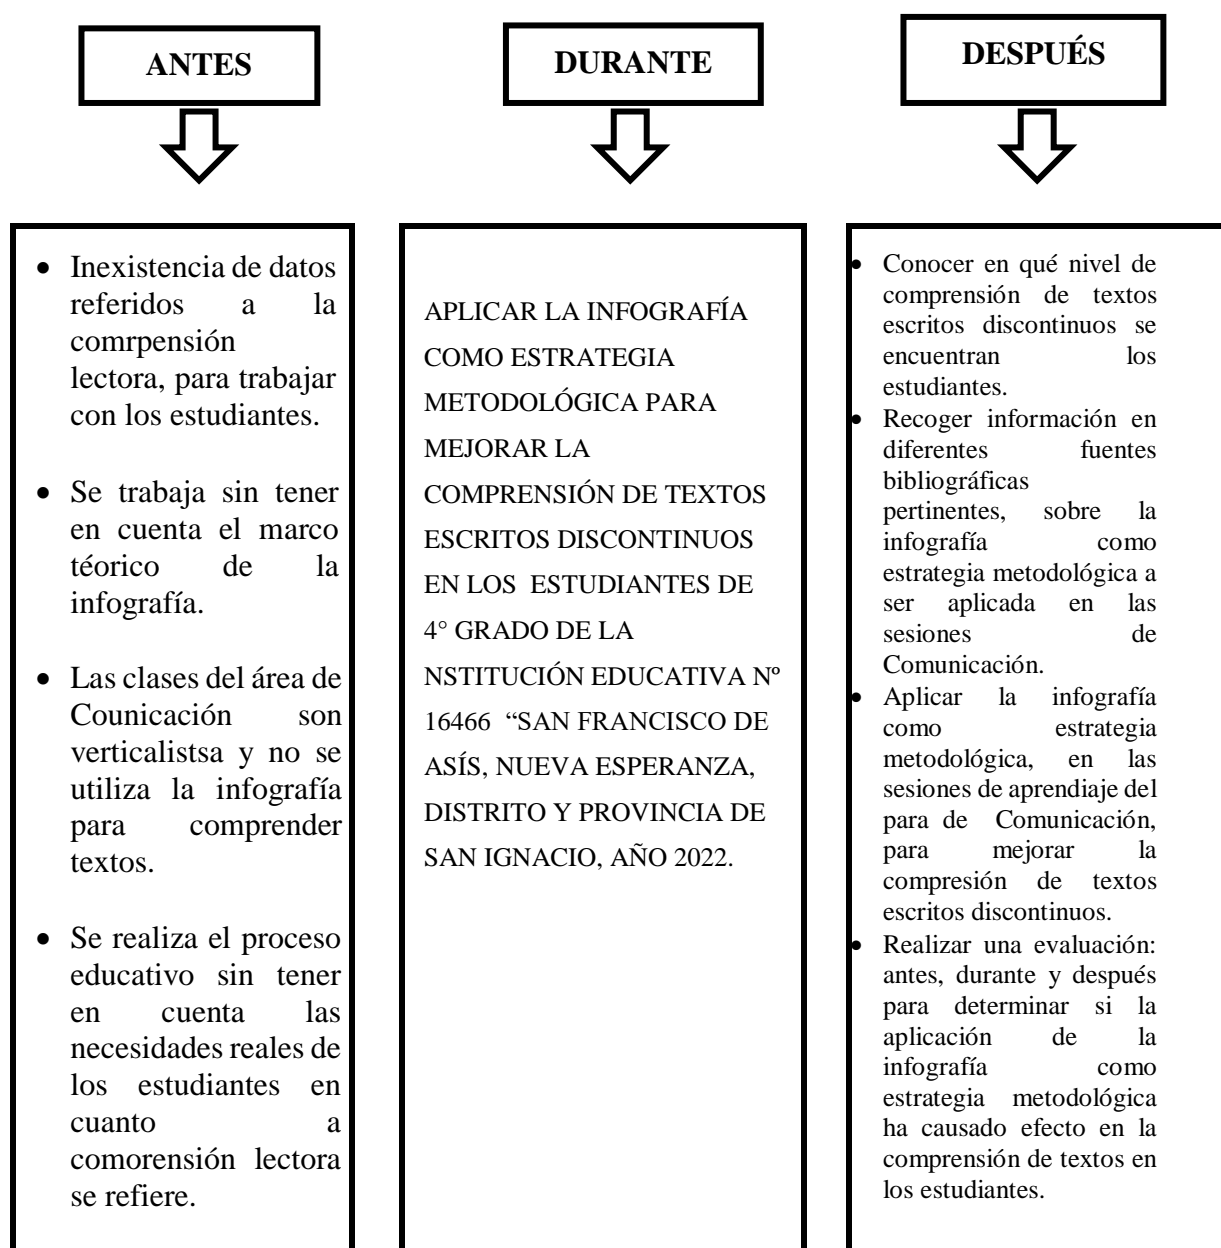 ANTES
• Inexistencia de datos
referidos a la
comrpensión
lectora, para trabajar
con los estudiantes.
• Se trabaja sin tener
en cuenta el marco
téorico de la
infografía.
• Las clases del área de
Counicación son
verticalistsa y no se
utiliza la infografía
para comprender
textos.
• Se realiza el proceso
educativo sin tener
en cuenta las
necesidades reales de
los estudiantes en
cuanto a
comorensión lectora
se refiere.
DURANTE
APLICAR LA INFOGRAFÍA
COMO ESTRATEGIA
METODOLÓGICA PARA
MEJORAR LA
COMPRENSIÓN DE TEXTOS
ESCRITOS DISCONTINUOS
EN LOS ESTUDIANTES DE
4° GRADO DE LA
NSTITUCIÓN EDUCATIVA Nº
16466 “SAN FRANCISCO DE
ASÍS, NUEVA ESPERANZA,
DISTRITO Y PROVINCIA DE
SAN IGNACIO, AÑO 2022.
DESPUÉS
• Conocer en qué nivel de
comprensión de textos
escritos discontinuos se
encuentran los
estudiantes.
• Recoger información en
diferentes fuentes
bibliográficas
pertinentes, sobre la
infografía como
estrategia metodológica a
ser aplicada en las
sesiones de
Comunicación.
• Aplicar la infografía
como estrategia
metodológica, en las
sesiones de aprendiaje del
para de Comunicación,
para mejorar la
compresión de textos
escritos discontinuos.
• Realizar una evaluación:
antes, durante y después
para determinar si la
aplicación de la
infografía como
estrategia metodológica
ha causado efecto en la
comprensión de textos en
los estudiantes.